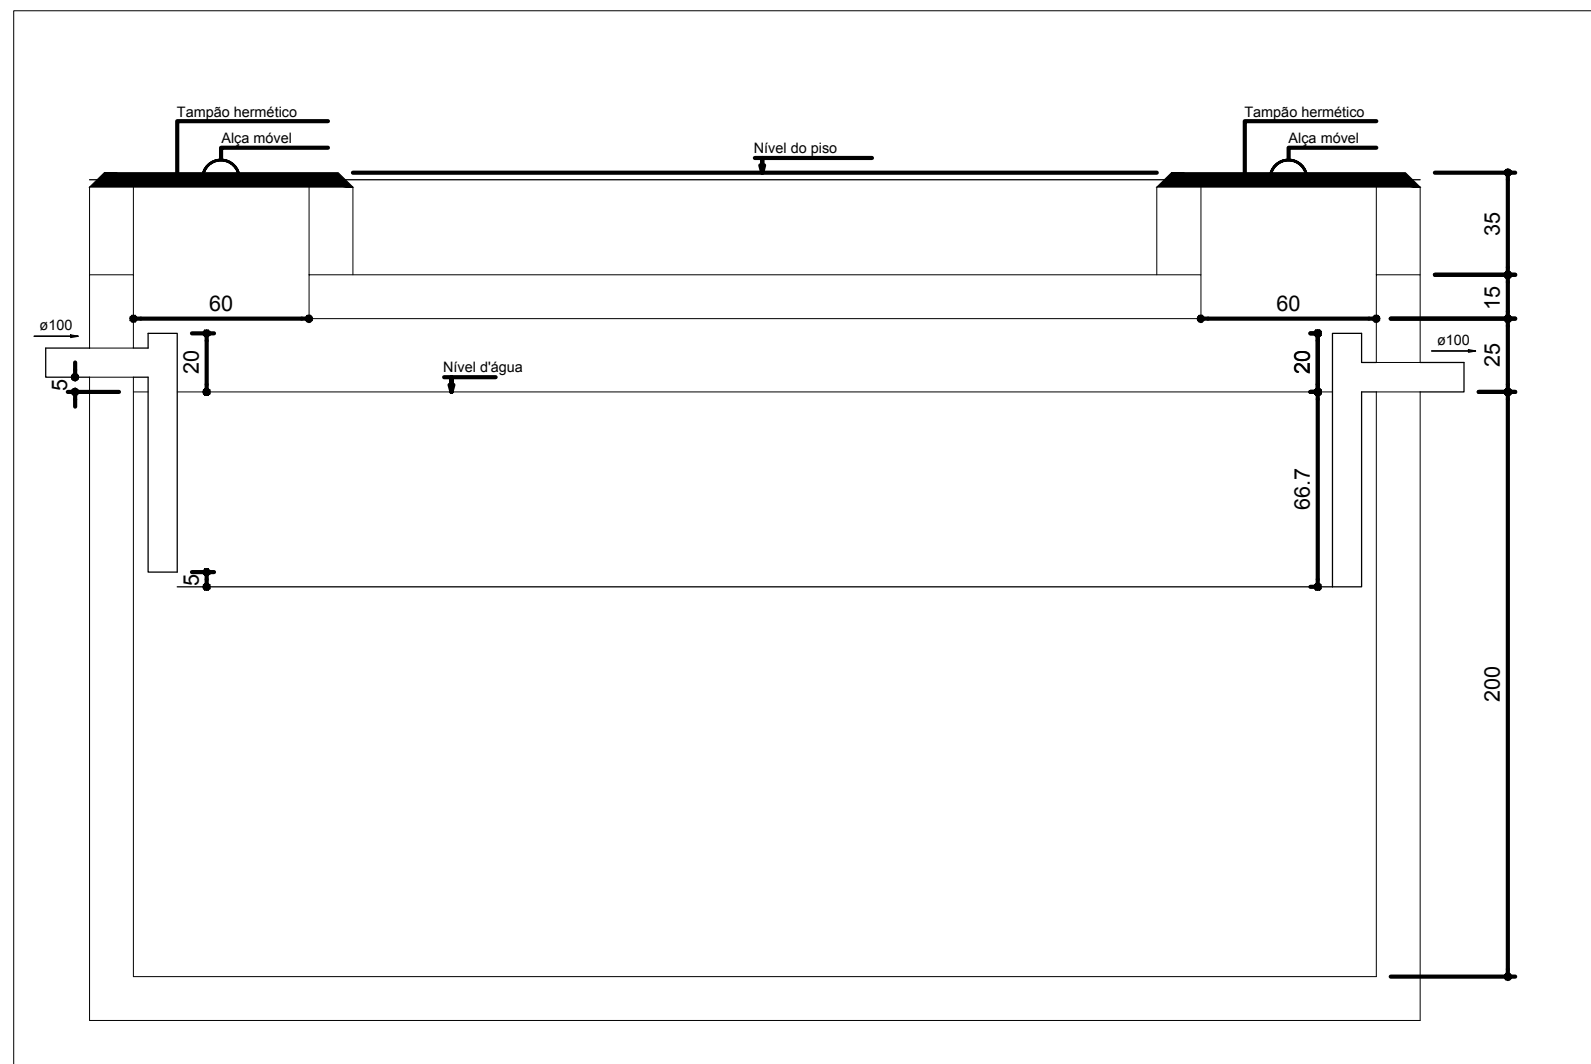 Tampão hermético
Tampão hermético
Alça móvel
Alça móvel
Nível do piso
35
60
60
15
ø100
ø100
20
20
25
Nível d'água
5
66.7
5
200